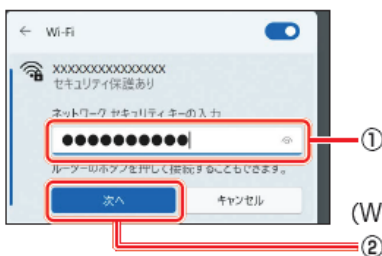 ← Wi-Fi
XXXXXXXXXXXXXXX
セキュリティ保護あり
ネットワーク セキュリティ キーの入力
●●●●●●●●●●
①
ルーターのボタンを押して接続することもできます。
次へ キャンセル
(W
②